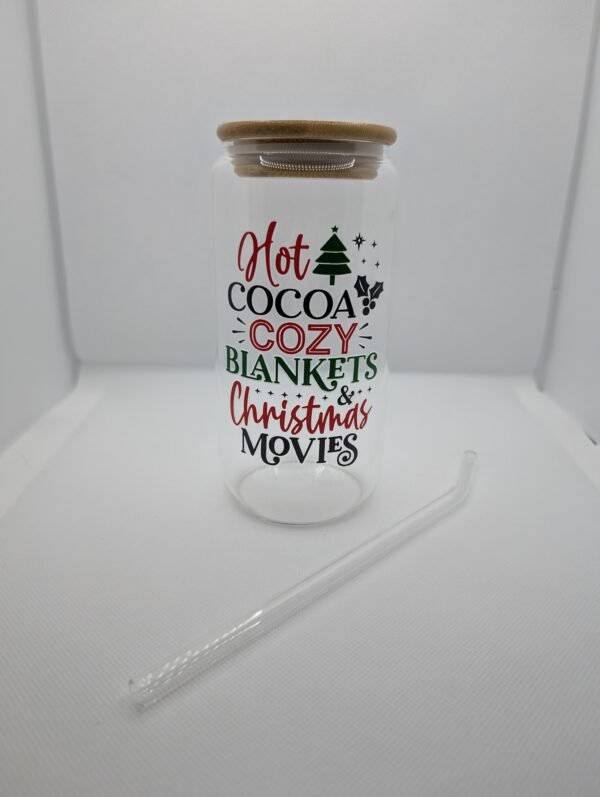 Hot
COCOA
COZY
BLANKETS
&
Christmas
MOVIES